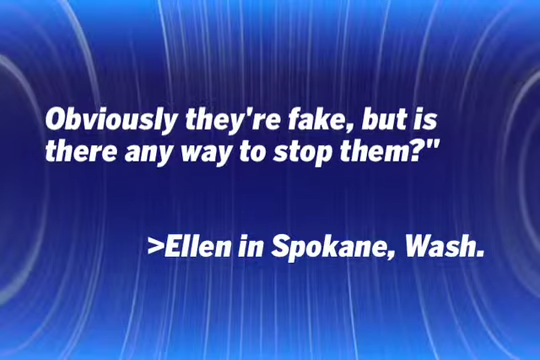 Obviously they're fake, but is
there any way to stop them?"
>Ellen in Spokane, Wash.